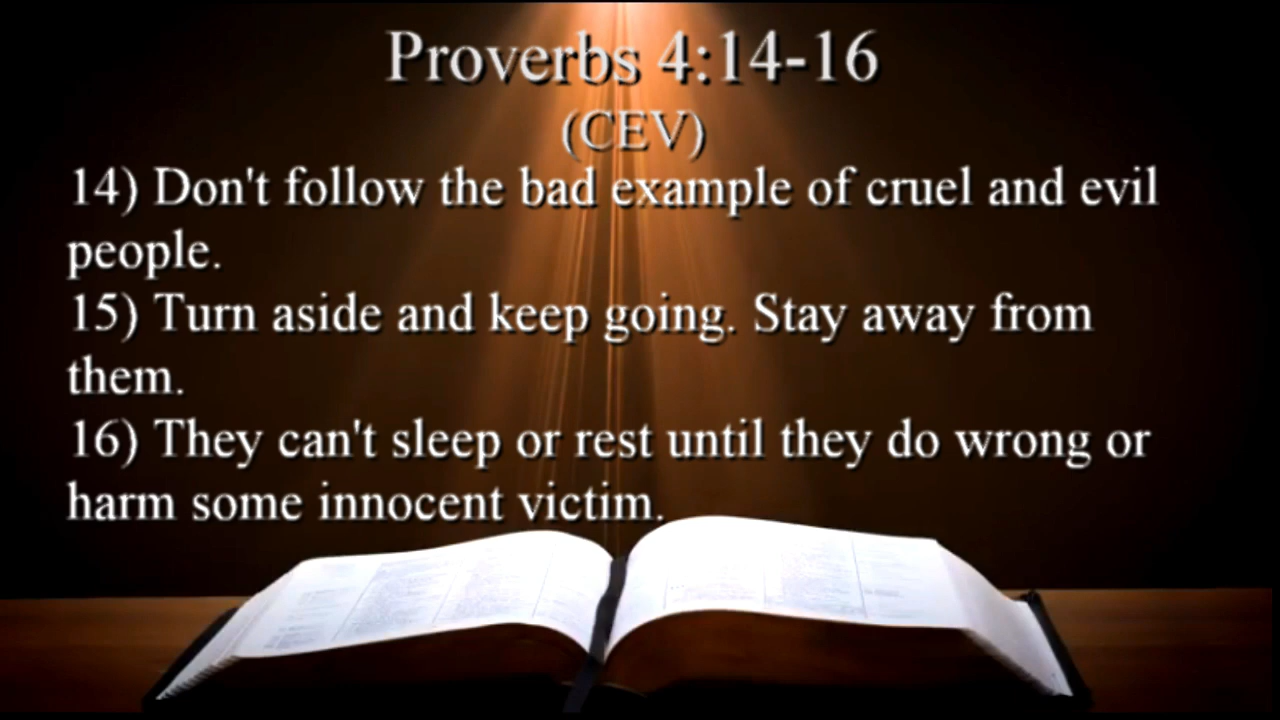 Proverbs 4:14-16
(CEV)
14) Don't follow the bad example of cruel and evil
people.
15) Turn aside and keep going. Stay away from
them.
16) They can't sleep or rest until they do wrong or
harm some innocent victim.